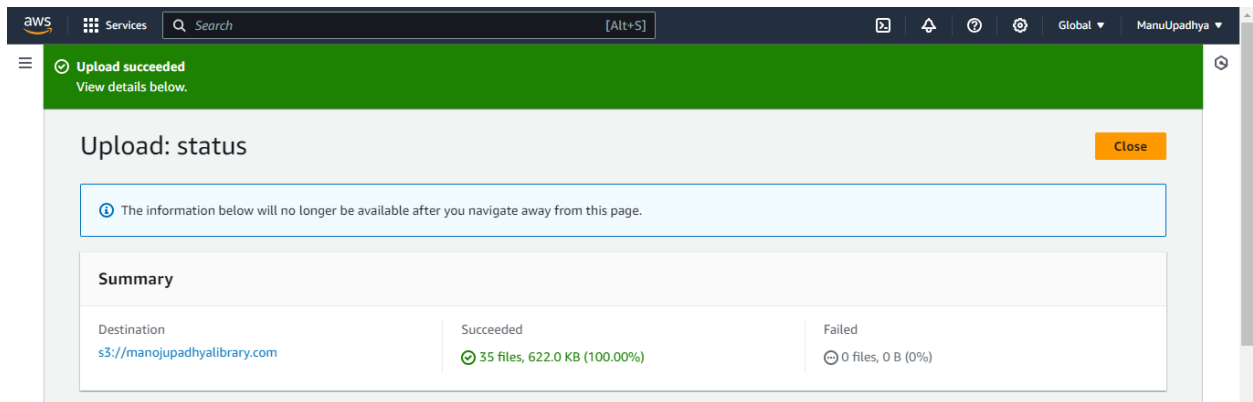 aws Services Search [Alt+S] Global ▼ ManuUpadhya ▼
Upload succeeded
View details below.
Upload: status Close
The information below will no longer be available after you navigate away from this page.
Summary
Destination Succeeded Failed
s3://manojupadhyalibrary.com 35 files, 622.0 KB (100.00%) 0 files, 0 B (0%)